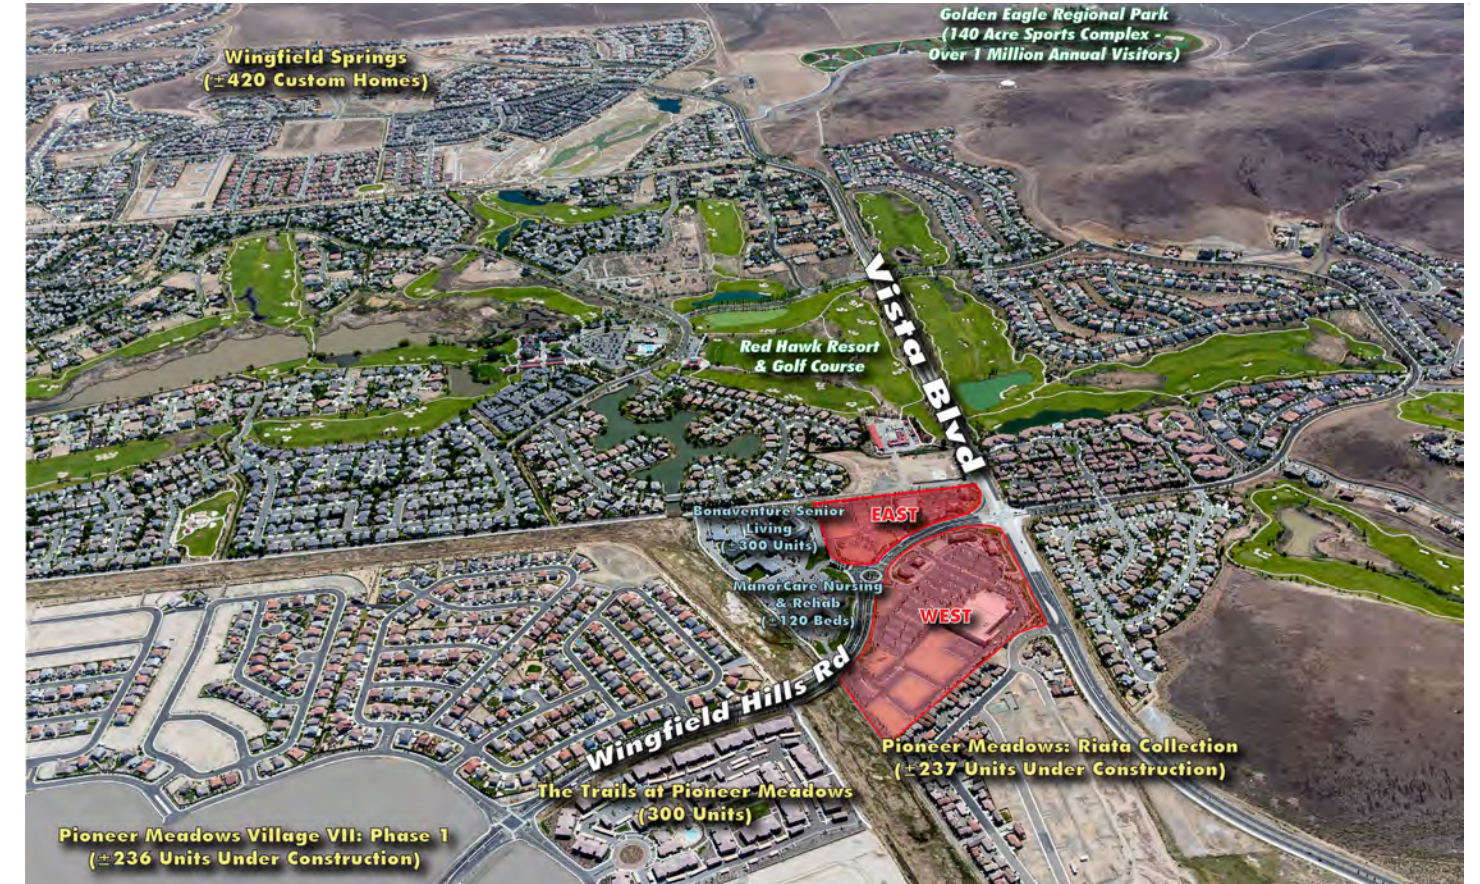 Golden Eagle Regional Park
(140 Acre Sports Complex -
Over 1 Million Annual Visitors)
Wingfield Springs
(±420 Custom Homes)
Vista Blvd
Red Hawk Resort
& Golf Course
Bonaventure Senior
Living
(±300 Units)
EAST
ManorCare Nursing
& Rehab
(±120 Beds)
WEST
Wingfield Hills Rd
Pioneer Meadows: Riata Collection
(±237 Units Under Construction)
The Trails at Pioneer Meadows
(300 Units)
Pioneer Meadows Village VII: Phase 1
(±236 Units Under Construction)